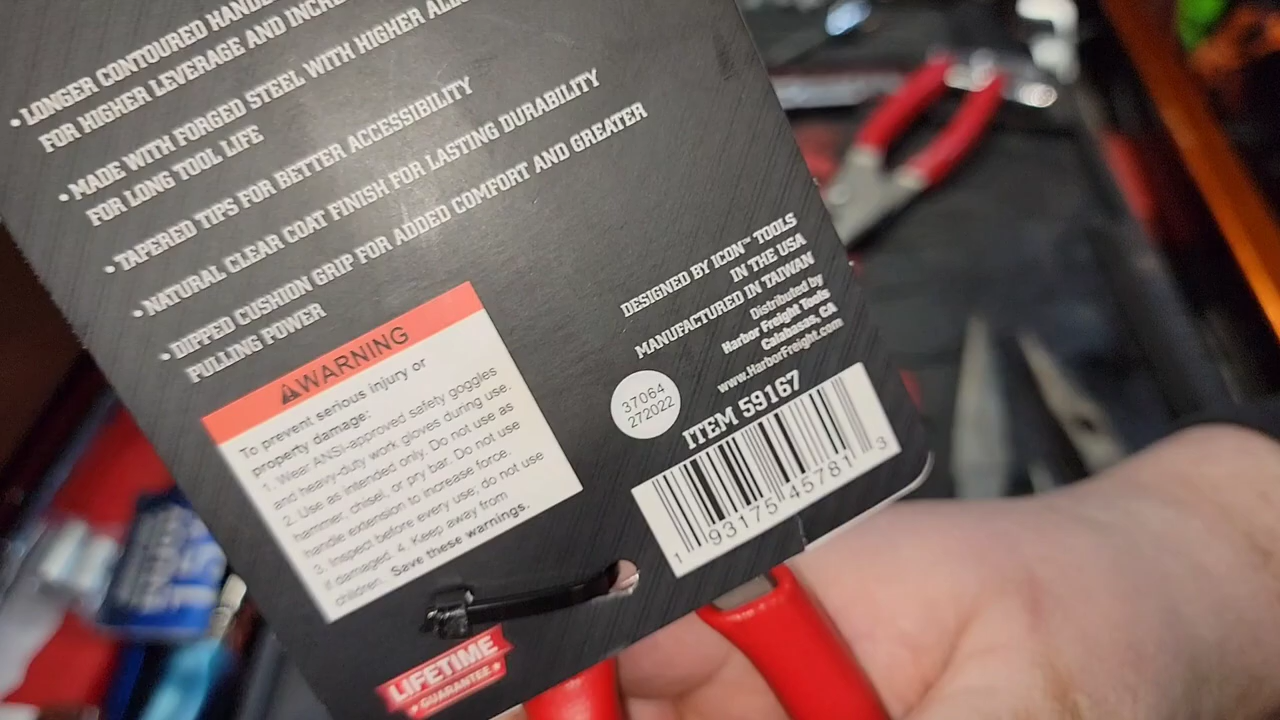 • LONGER CONTOURED
FOR HIGHER LEVERAGE AND
• MADE WITH FORGED STEEL WITH HIGHER
FOR LONG TOOL LIFE
• TAPERED TIPS FOR BETTER ACCESSIBILITY
• NATURAL CLEAR COAT FINISH FOR LASTING DURABILITY
• DIPPED CUSHION GRIP FOR ADDED COMFORT AND GREATER
PULLING POWER
⚠WARNING
To prevent serious injury or
property damage:
1. Wear ANSI-approved safety goggles
and heavy-duty work gloves during use.
2. Use as intended only. Do not use as
hammer, chisel, or pry bar. Do not use
handle extension to increase force.
3. Inspect before every use, do not use
if damaged. 4. Keep away from
children. Save these warnings.
DESIGNED BY ICON™ TOOLS
IN THE USA
MANUFACTURED IN TAIWAN
Distributed by
Harbor Freight Tools
Calabasas, CA
www.HarborFreight.com
37064
272022
ITEM 59167
1 93175 45781 3
LIFETIME
GUARANTEE